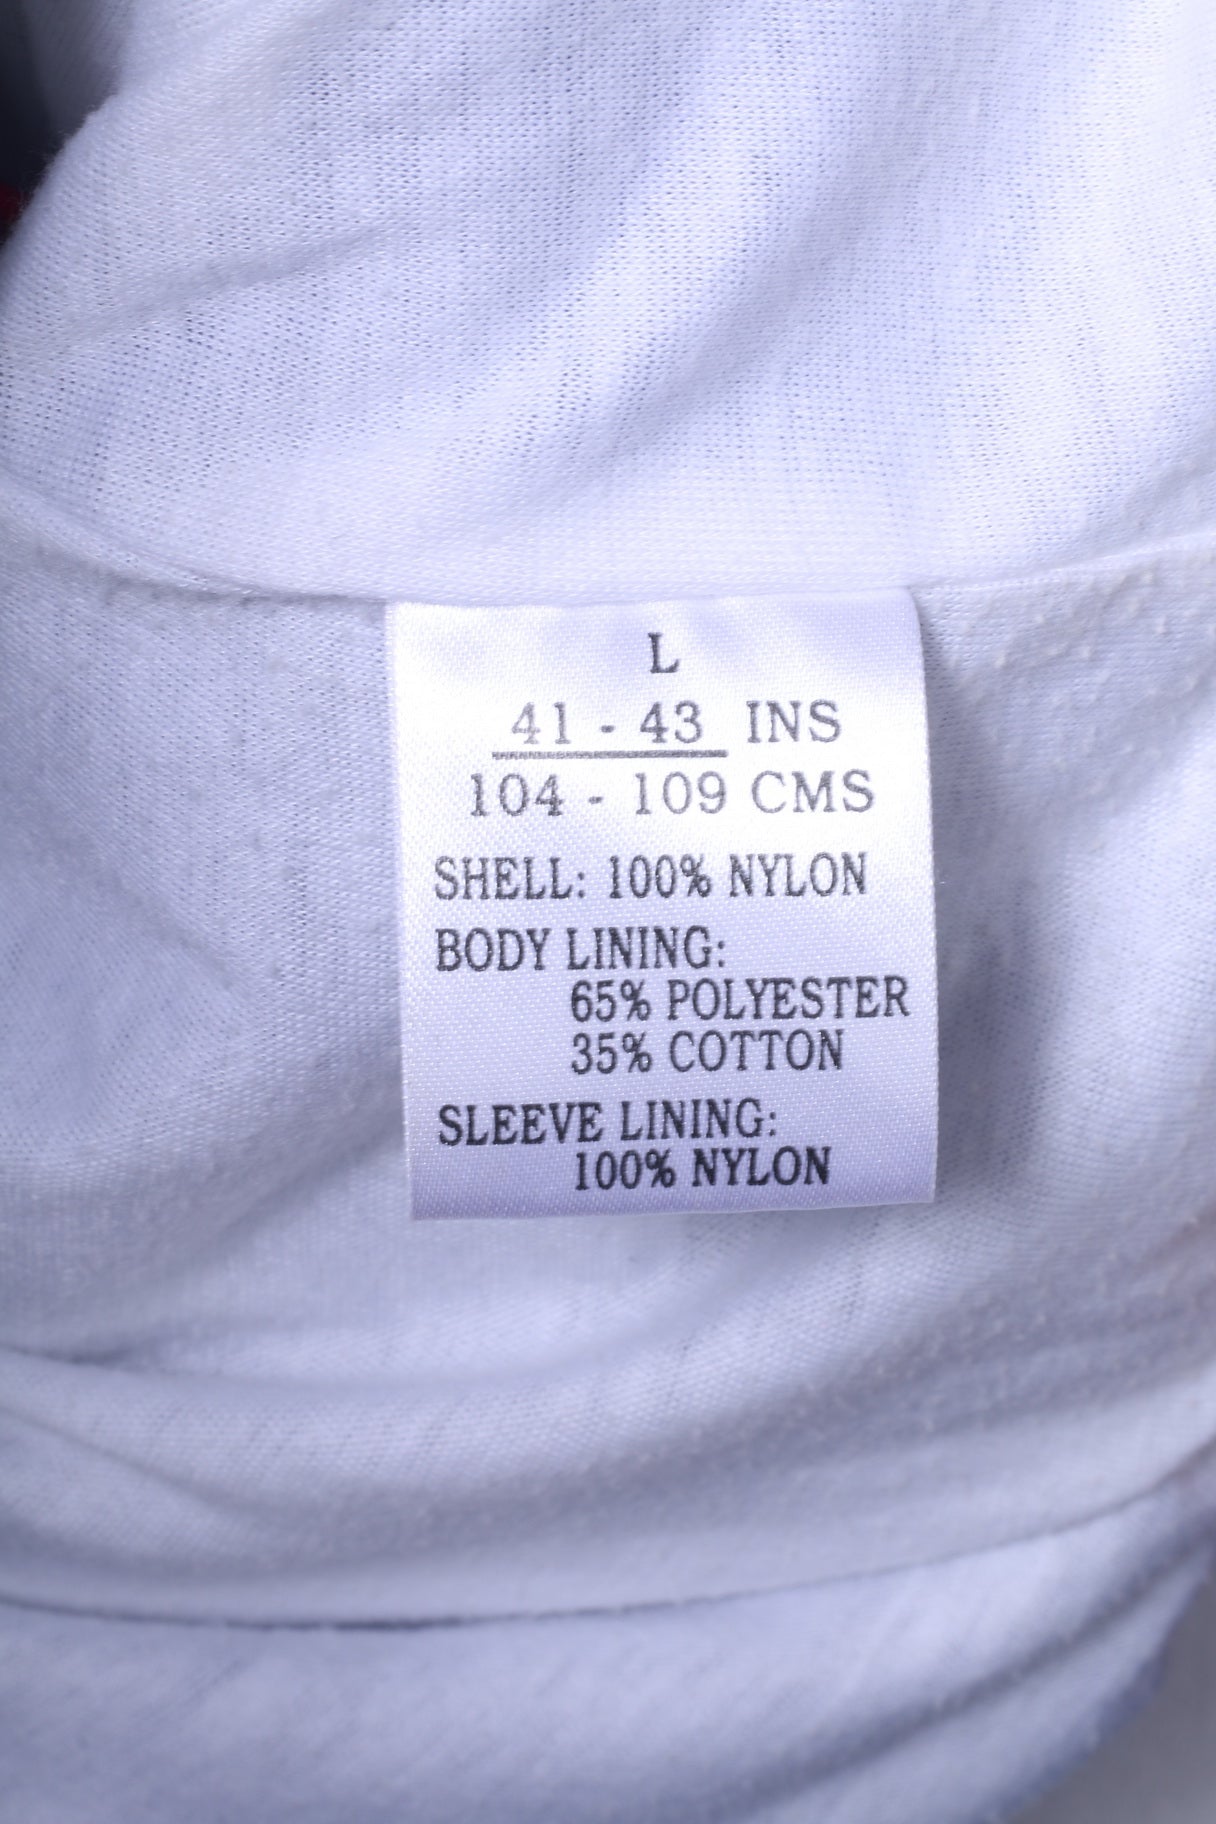 L
41 - 43 INS
104 - 109 CMS
SHELL: 100% NYLON
BODY LINING:
65% POLYESTER
35% COTTON
SLEEVE LINING:
100% NYLON